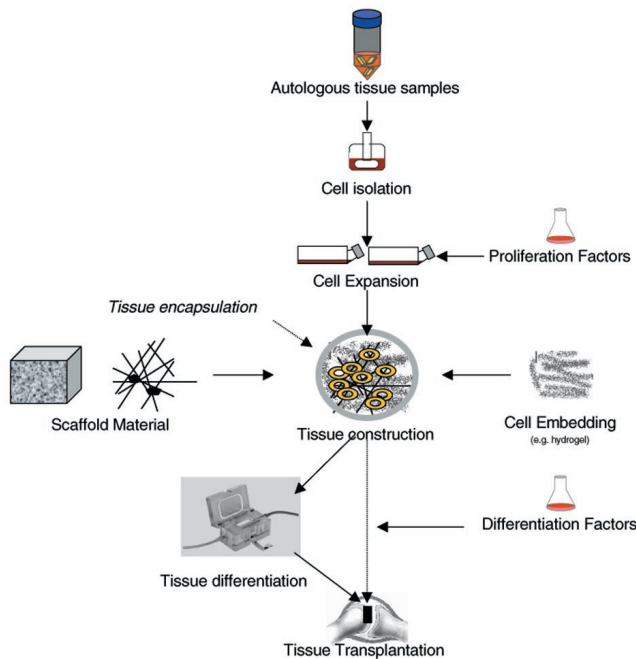 Autologous tissue samples
Cell isolation
Proliferation Factors
Cell Expansion
Tissue encapsulation
Scaffold Material
Tissue construction
Cell Embedding
(e.g. hydrogel)
Differentiation Factors
Tissue differentiation
Tissue Transplantation